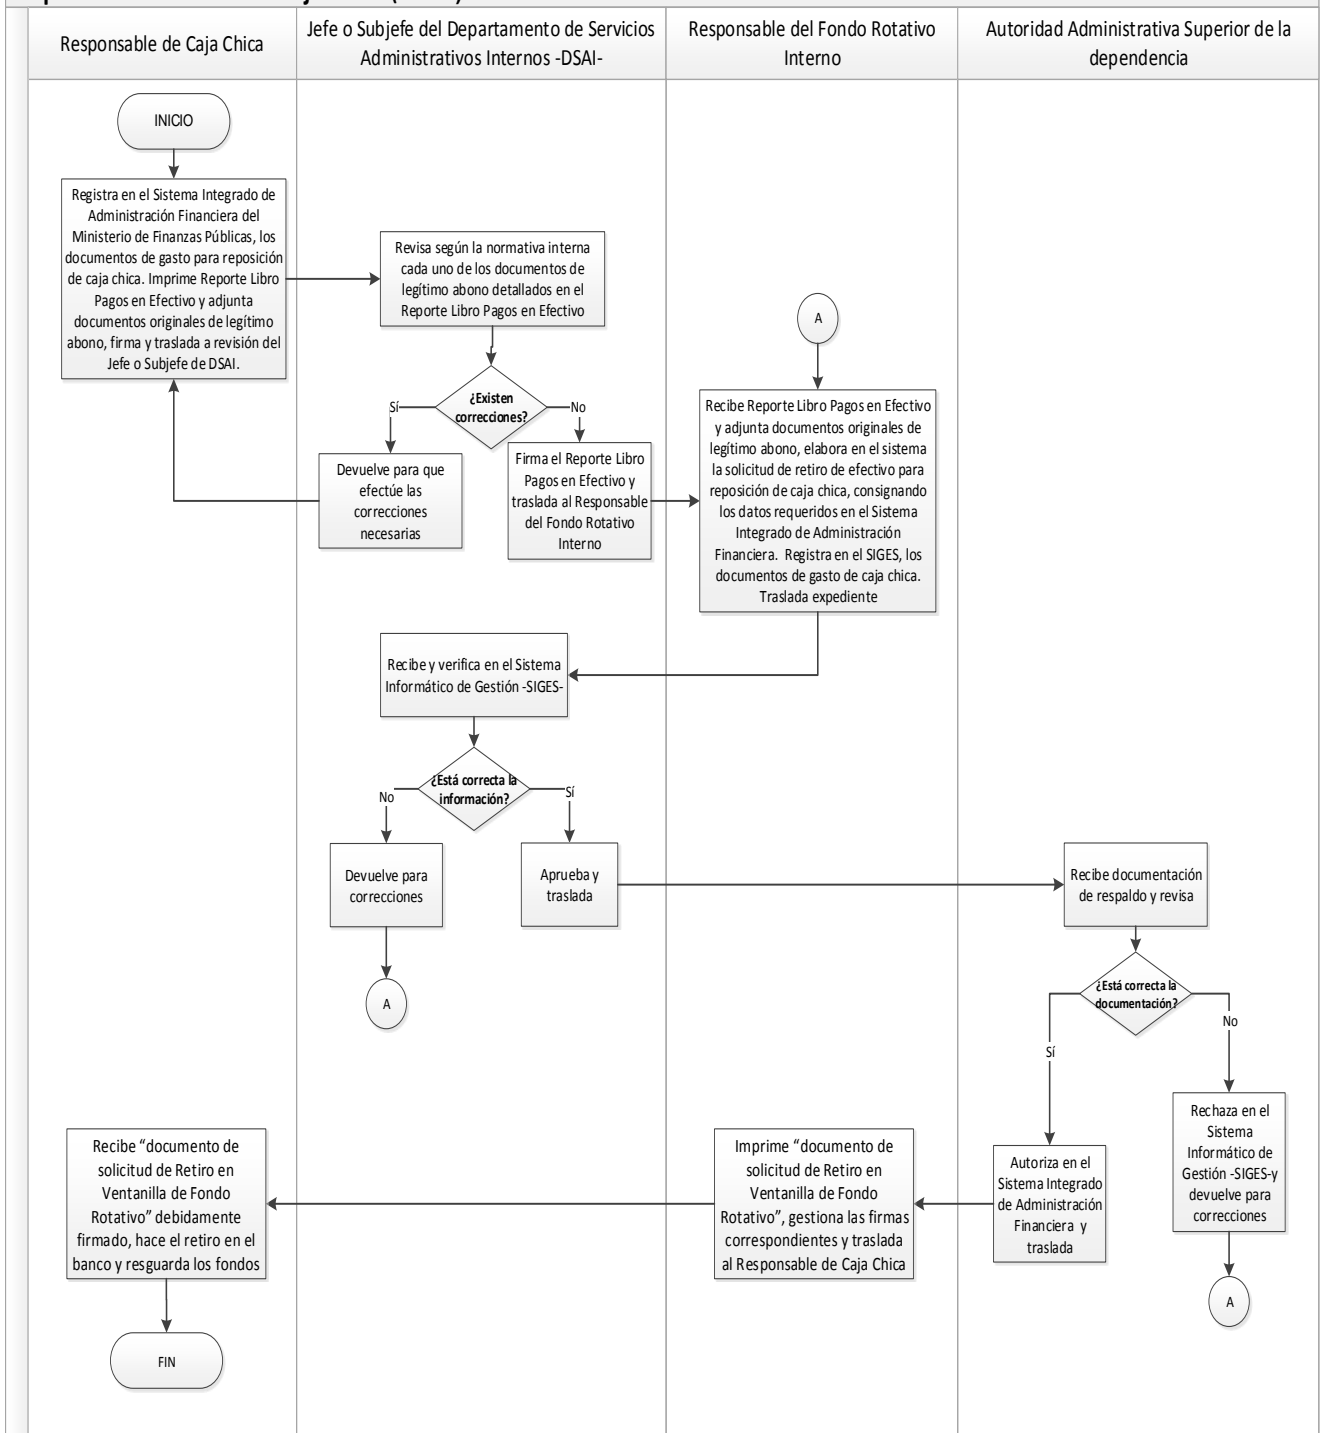 Responsable de Caja Chica
Jefe o Subjefe del Departamento de Servicios
Administrativos Internos -DSAI-
Responsable del Fondo Rotativo
Interno
Autoridad Administrativa Superior de la
dependencia
INICIO
Registra en el Sistema Integrado de
Administración Financiera del
Ministerio de Finanzas Públicas, los
documentos de gasto para reposición
de caja chica. Imprime Reporte Libro
Pagos en Efectivo y adjunta
documentos originales de legítimo
abono, firma y traslada a revisión del
Jefe o Subjefe de DSAI.
Revisa según la normativa interna
cada uno de los documentos de
legítimo abono detallados en el
Reporte Libro Pagos en Efectivo
¿Existen
correcciones?
Sí
No
Devuelve para que
efectúe las
correcciones
necesarias
Firma el Reporte Libro
Pagos en Efectivo y
traslada al Responsable
del Fondo Rotativo
Interno
A
Recibe Reporte Libro Pagos en Efectivo
y adjunta documentos originales de
legítimo abono, elabora en el sistema
la solicitud de retiro de efectivo para
reposición de caja chica, consignando
los datos requeridos en el Sistema
Integrado de Administración
Financiera. Registra en el SIGES, los
documentos de gasto de caja chica.
Traslada expediente
Recibe y verifica en el Sistema
Informático de Gestión -SIGES-
¿Está correcta la
información?
No
Sí
Devuelve para
correcciones
Aprueba y
traslada
A
Recibe documentación
de respaldo y revisa
¿Está correcta la
documentación?
Sí
No
Rechaza en el
Sistema
Informático de
Gestión -SIGES-y
devuelve para
correcciones
A
Autoriza en el
Sistema Integrado
de Administración
Financiera y
traslada
Imprime “documento de
solicitud de Retiro en
Ventanilla de Fondo
Rotativo”, gestiona las firmas
correspondientes y traslada
al Responsable de Caja Chica
Recibe “documento de
solicitud de Retiro en
Ventanilla de Fondo
Rotativo” debidamente
firmado, hace el retiro en el
banco y resguarda los fondos
FIN